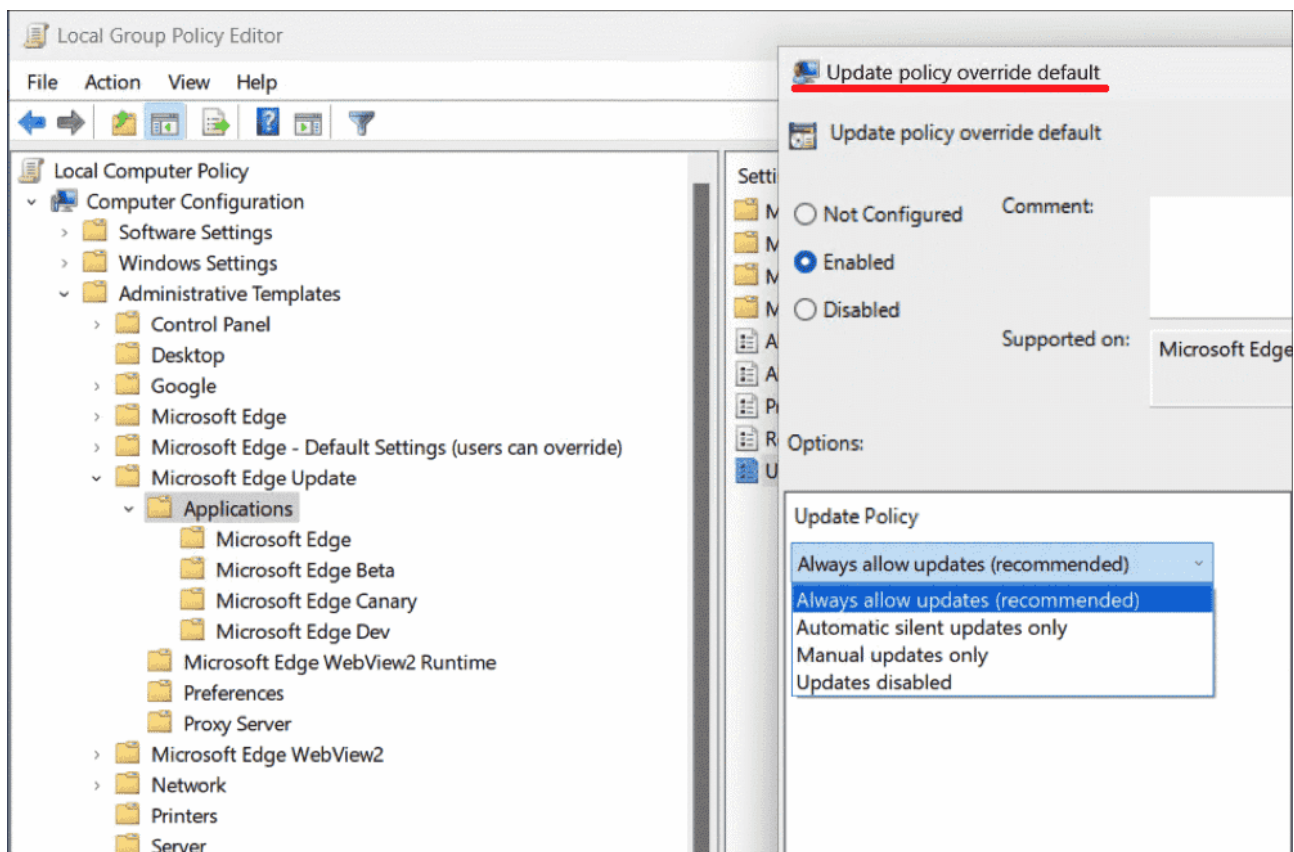 Local Group Policy Editor
File Action View Help
Local Computer Policy
Computer Configuration
Software Settings
Windows Settings
Administrative Templates
Control Panel
Desktop
Google
Microsoft Edge
Microsoft Edge - Default Settings (users can override)
Microsoft Edge Update
Applications
Microsoft Edge
Microsoft Edge Beta
Microsoft Edge Canary
Microsoft Edge Dev
Microsoft Edge WebView2 Runtime
Preferences
Proxy Server
Microsoft Edge WebView2
Network
Printers
Server
Setti
M
M
M
M
A
A
P
R
U
Update policy override default
Update policy override default
Not Configured
Enabled
Disabled
Comment:
Supported on:
Microsoft Edge
Options:
Update Policy
Always allow updates (recommended)
Always allow updates (recommended)
Automatic silent updates only
Manual updates only
Updates disabled